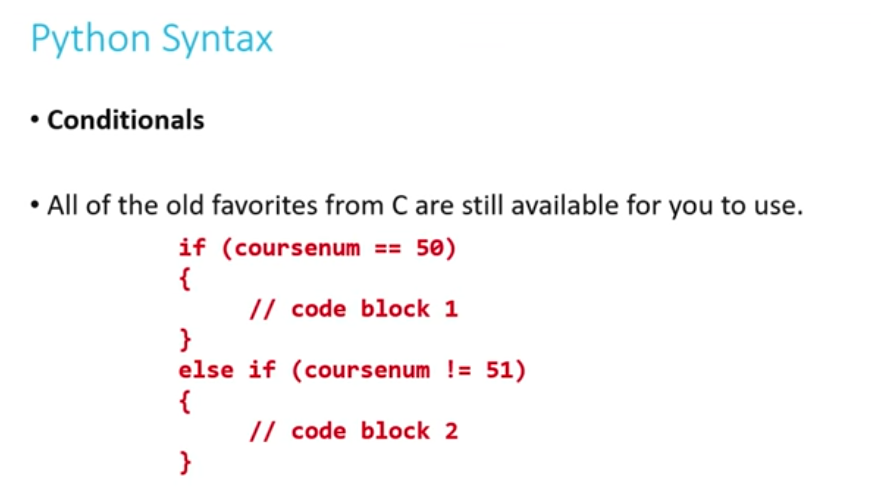 Python Syntax
• Conditionals
• All of the old favorites from C are still available for you to use.
if (coursenum == 50)
{
// code block 1
}
else if (coursenum != 51)
{
// code block 2
}